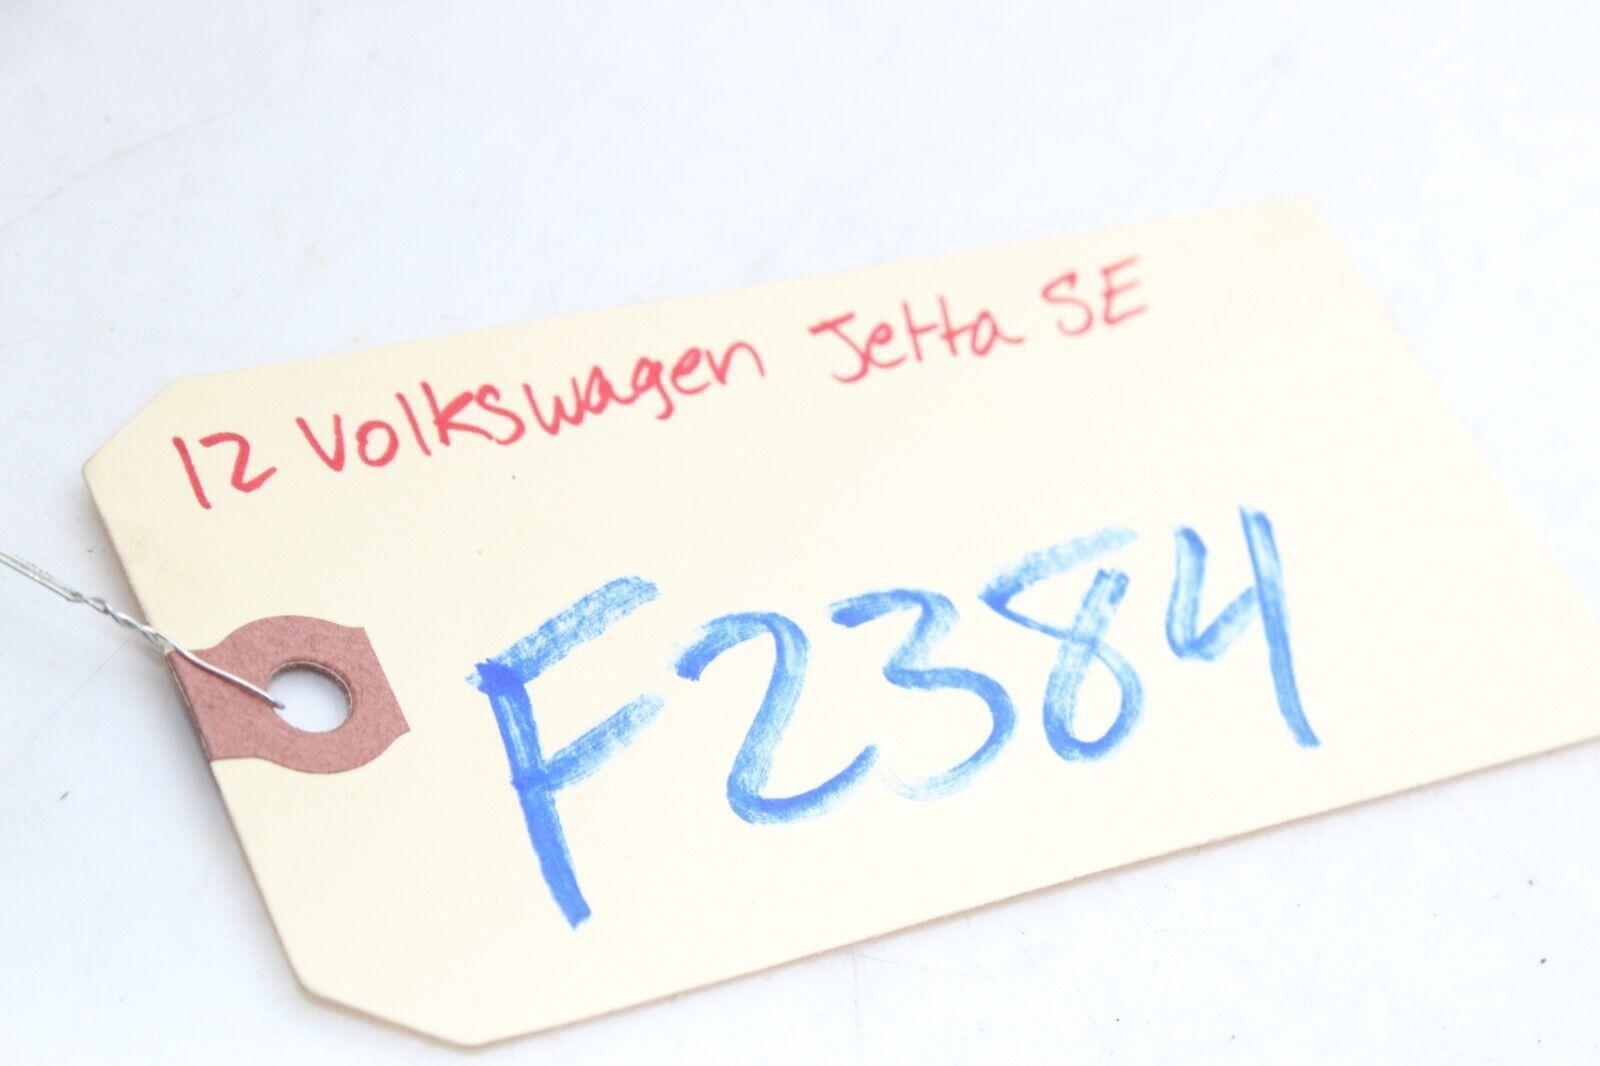 12 Volkswagen Jetta SE
F2384